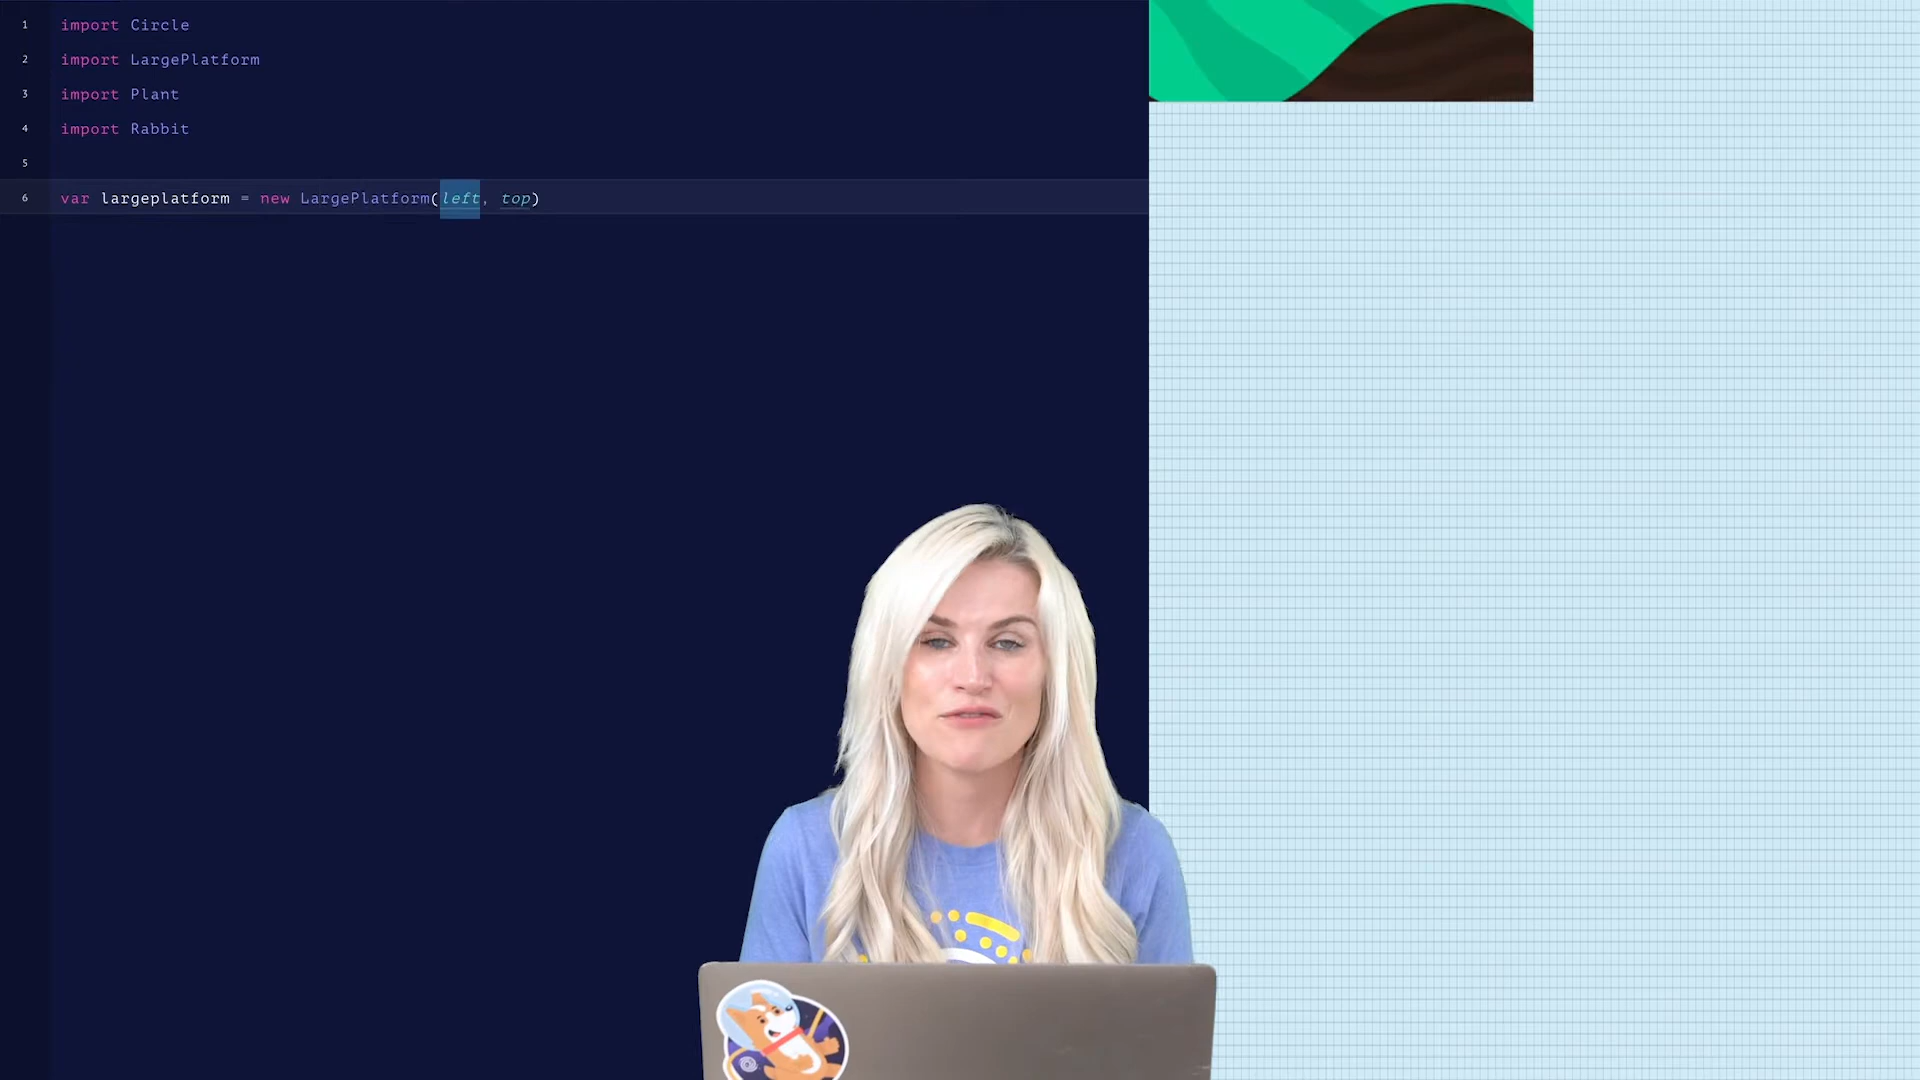 1 import Circle
2 import LargePlatform
3 import Plant
4 import Rabbit
5
6 var largeplatform = new LargePlatform(left, top)